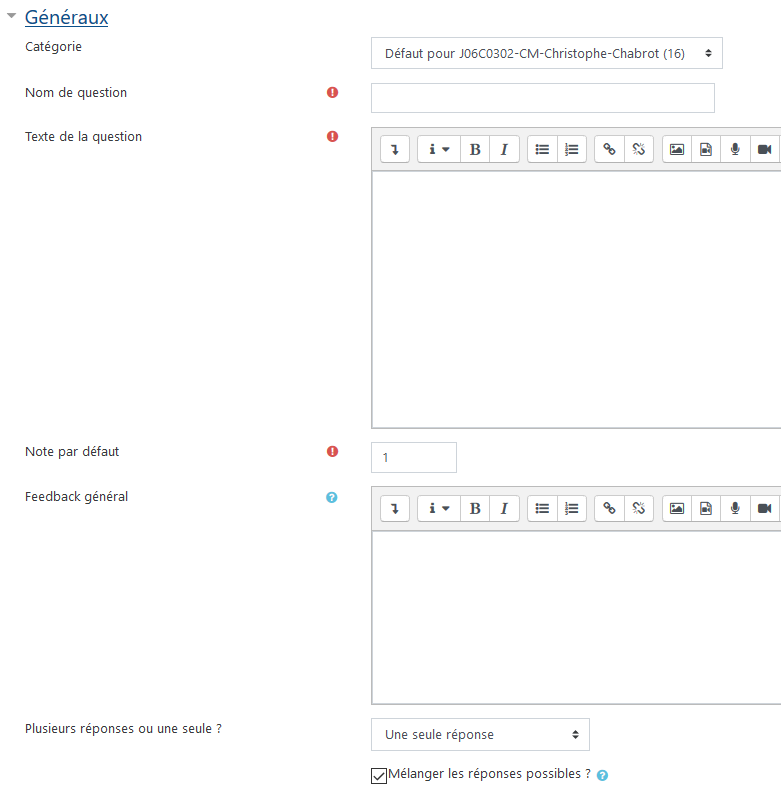 Généraux
Catégorie
Défaut pour J06C0302-CM-Christophe-Chabrot (16)
Nom de question
Texte de la question
i B I
Note par défaut
1
Feedback général
i B I
Plusieurs réponses ou une seule ?
Une seule réponse
Mélanger les réponses possibles ?